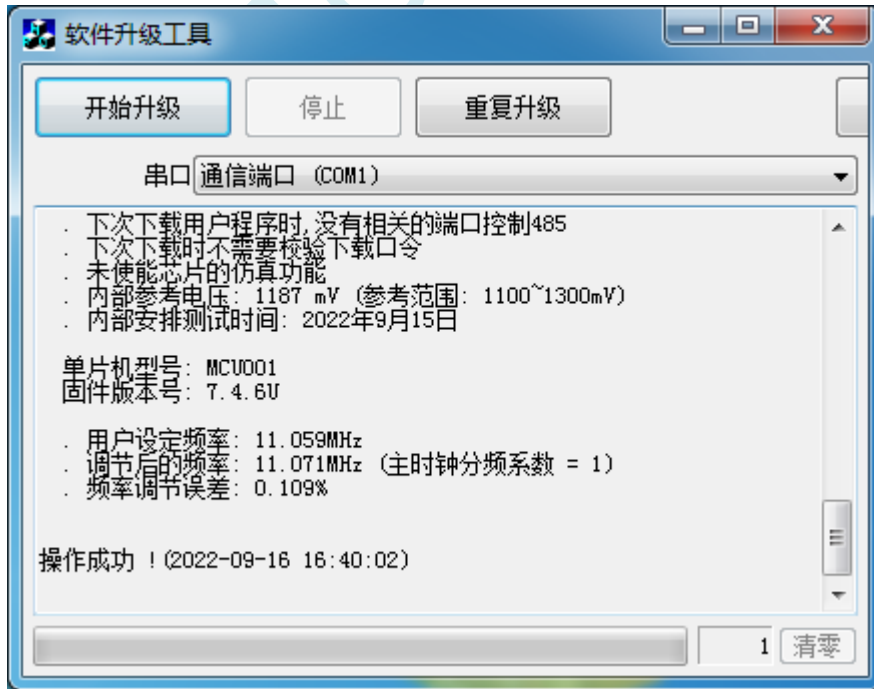 软件升级工具
开始升级 停止 重复升级
串口 通信端口 (COM1)
. 下次下载用户程序时,没有相关的端口控制485
. 下次下载时不需要校验下载口令
. 未使能芯片的仿真功能
. 内部参考电压: 1187 mV (参考范围: 1100~1300mV)
. 内部安排测试时间: 2022年9月15日
单片机型号: MCU001
固件版本号: 7.4.6U
. 用户设定频率: 11.059MHz
. 调节后的频率: 11.071MHz (主时钟分频系数 = 1)
. 频率调节误差: 0.109%
操作成功 !(2022-09-16 16:40:02)
1 清零